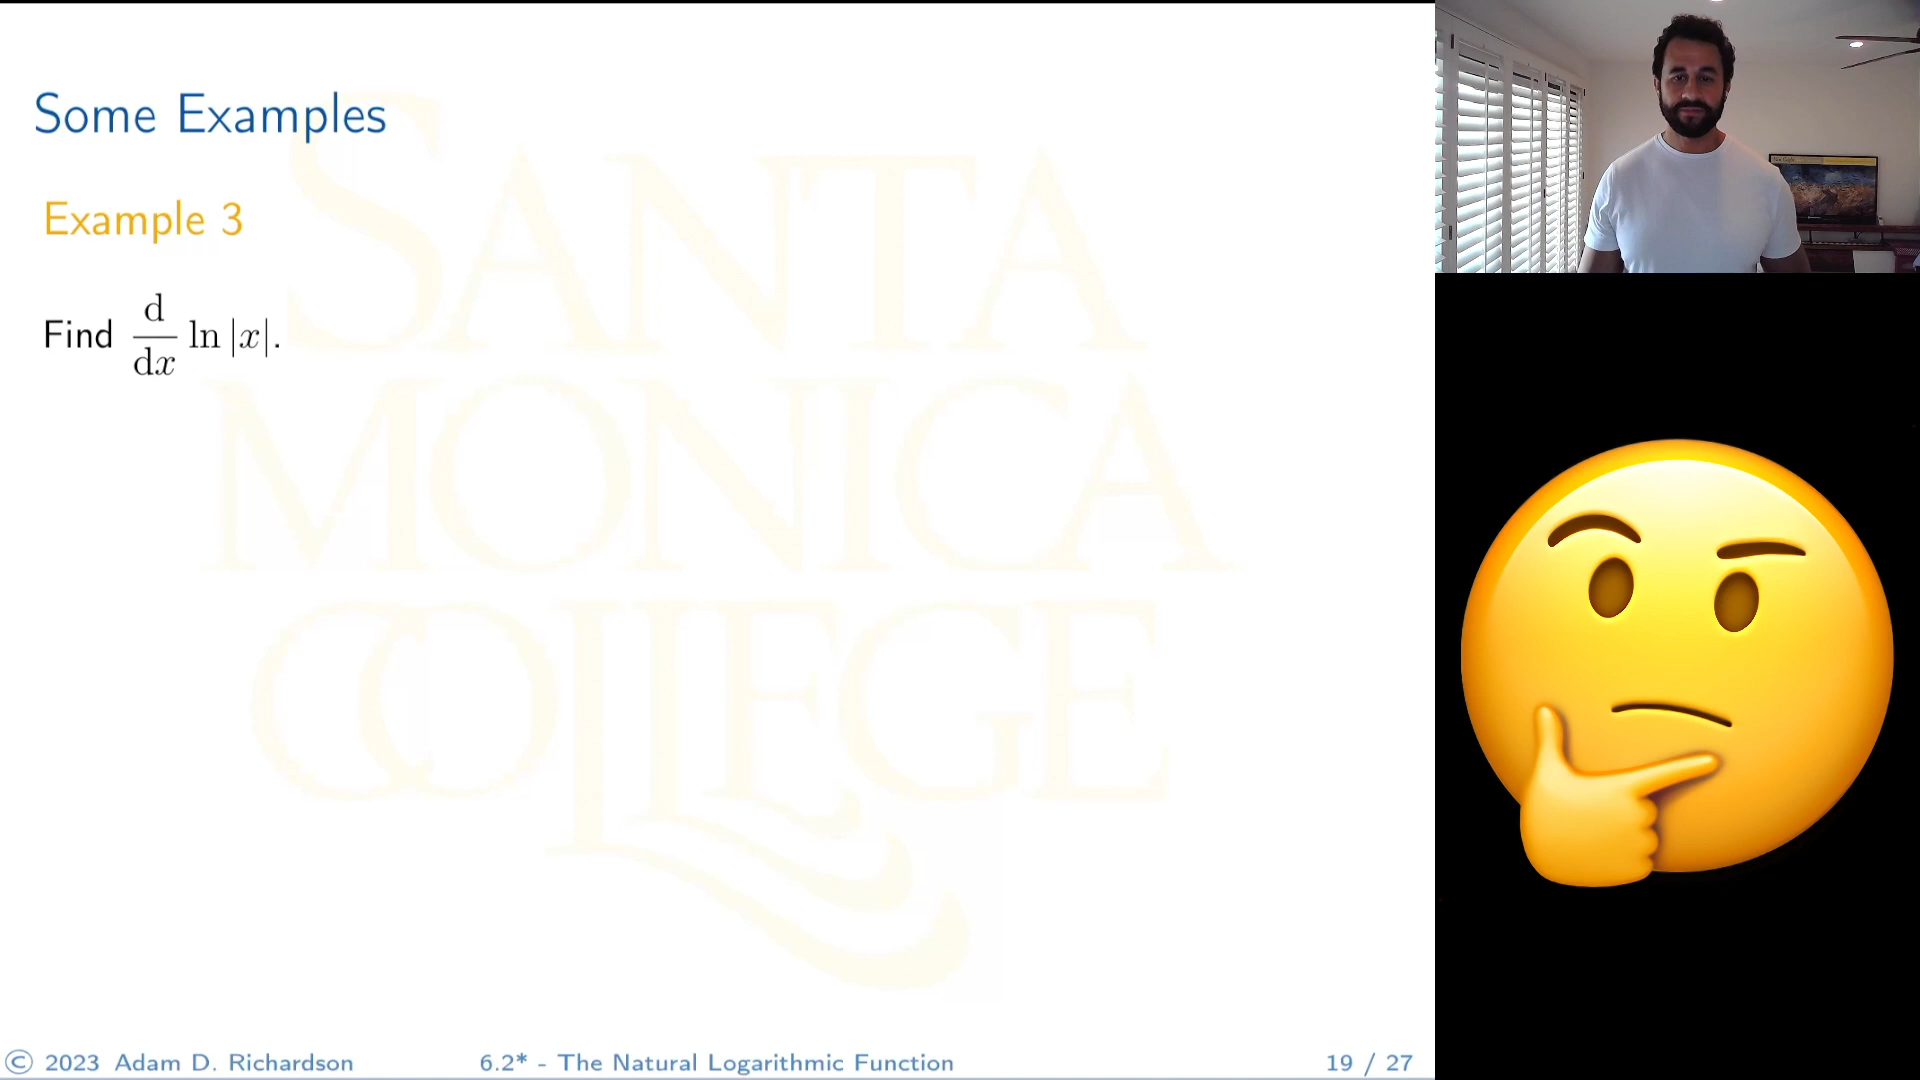 Some Examples
Example 3
Find d/dx ln |x|.
SANTA
MONICA
COLLEGE
© 2023 Adam D. Richardson
6.2* - The Natural Logarithmic Function
19 / 27